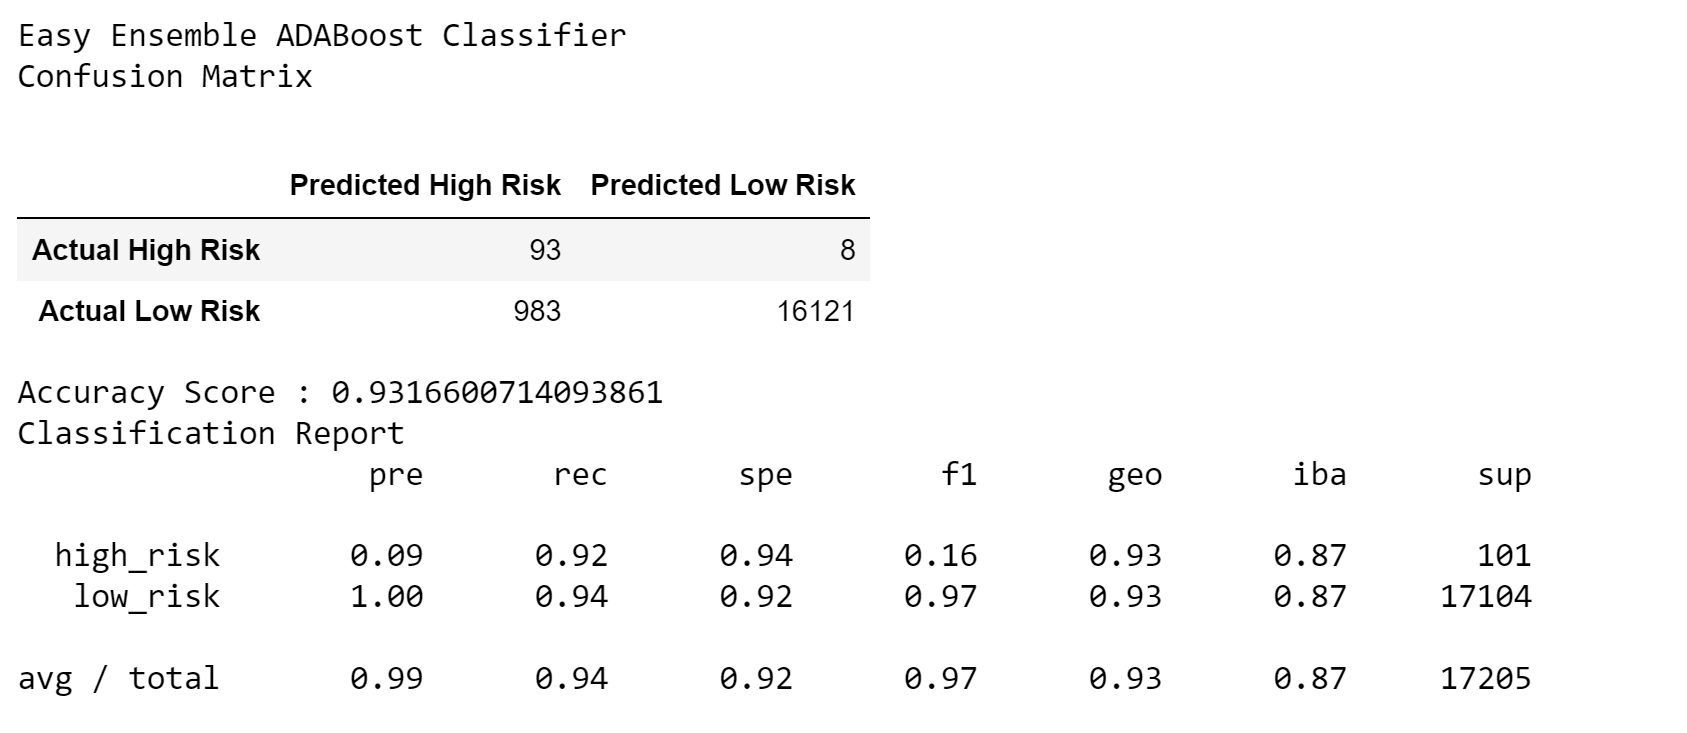 Easy Ensemble ADABoost Classifier
Confusion Matrix
Predicted High Risk Predicted Low Risk
Actual High Risk 93 8
Actual Low Risk 983 16121
Accuracy Score : 0.9316600714093861
Classification Report
pre rec spe f1 geo iba sup
high_risk 0.09 0.92 0.94 0.16 0.93 0.87 101
low_risk 1.00 0.94 0.92 0.97 0.93 0.87 17104
avg / total 0.99 0.94 0.92 0.97 0.93 0.87 17205